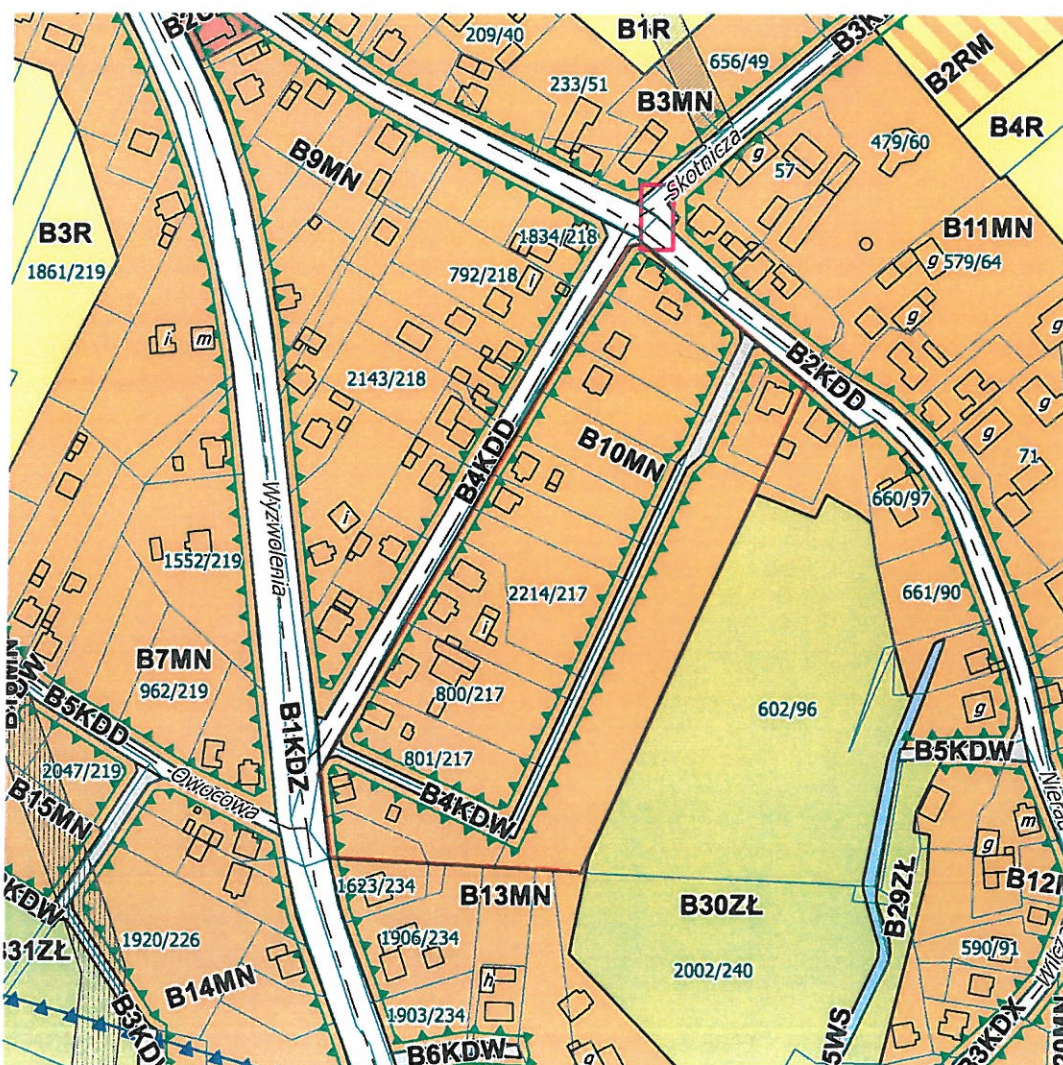 209/40
B1R
656/49
233/51
B3MN
B2RM
B4R
B9MN
Skotnicza
g
57
479/60
B3R
1861/219
1834/218
792/218
i
B11MN
579/64
g
g
g
i
m
2143/218
B2KDD
g
B4KDD
B10MN
g
71
Wyzwolenia
i
660/97
1552/219
2214/217
661/90
i
B7MN
962/219
800/217
602/96
g
B5KDD
B1KDZ
801/217
B5KDW
2047/219
Owocowa
B4KDW
B15MN
m
g
1623/234
B13MN
B30ZŁ
B29ZŁ
1920/226
1906/234
2002/240
590/91
B14MN
h
1903/234
B6KDW
g
B3KDX